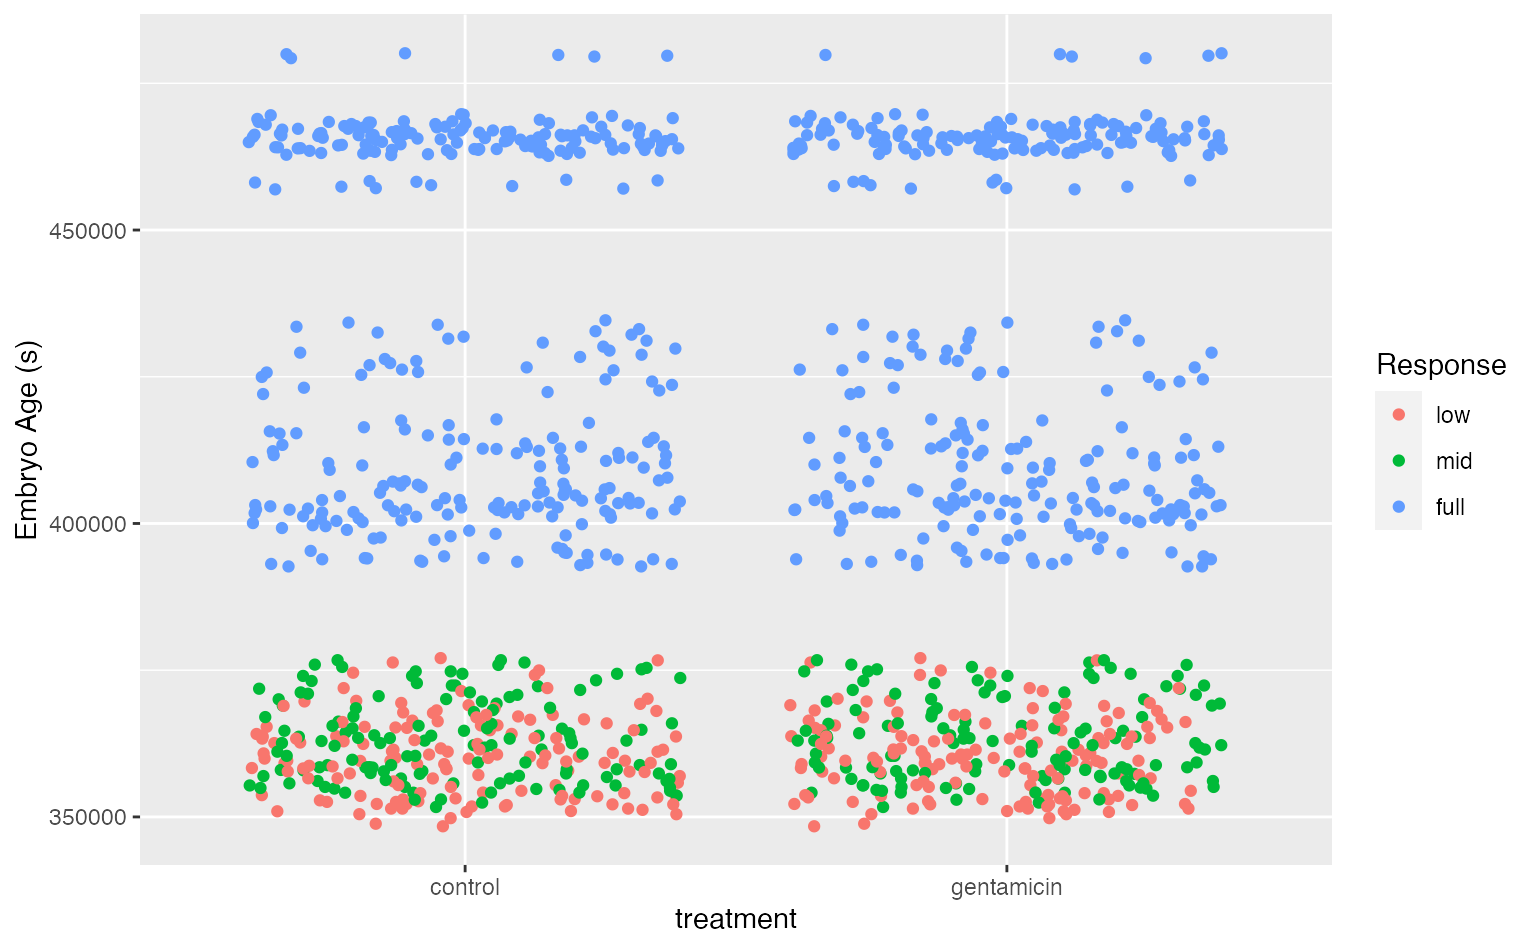 Embryo Age (s)
450000
400000
350000
control
gentamicin
treatment
Response
low
mid
full